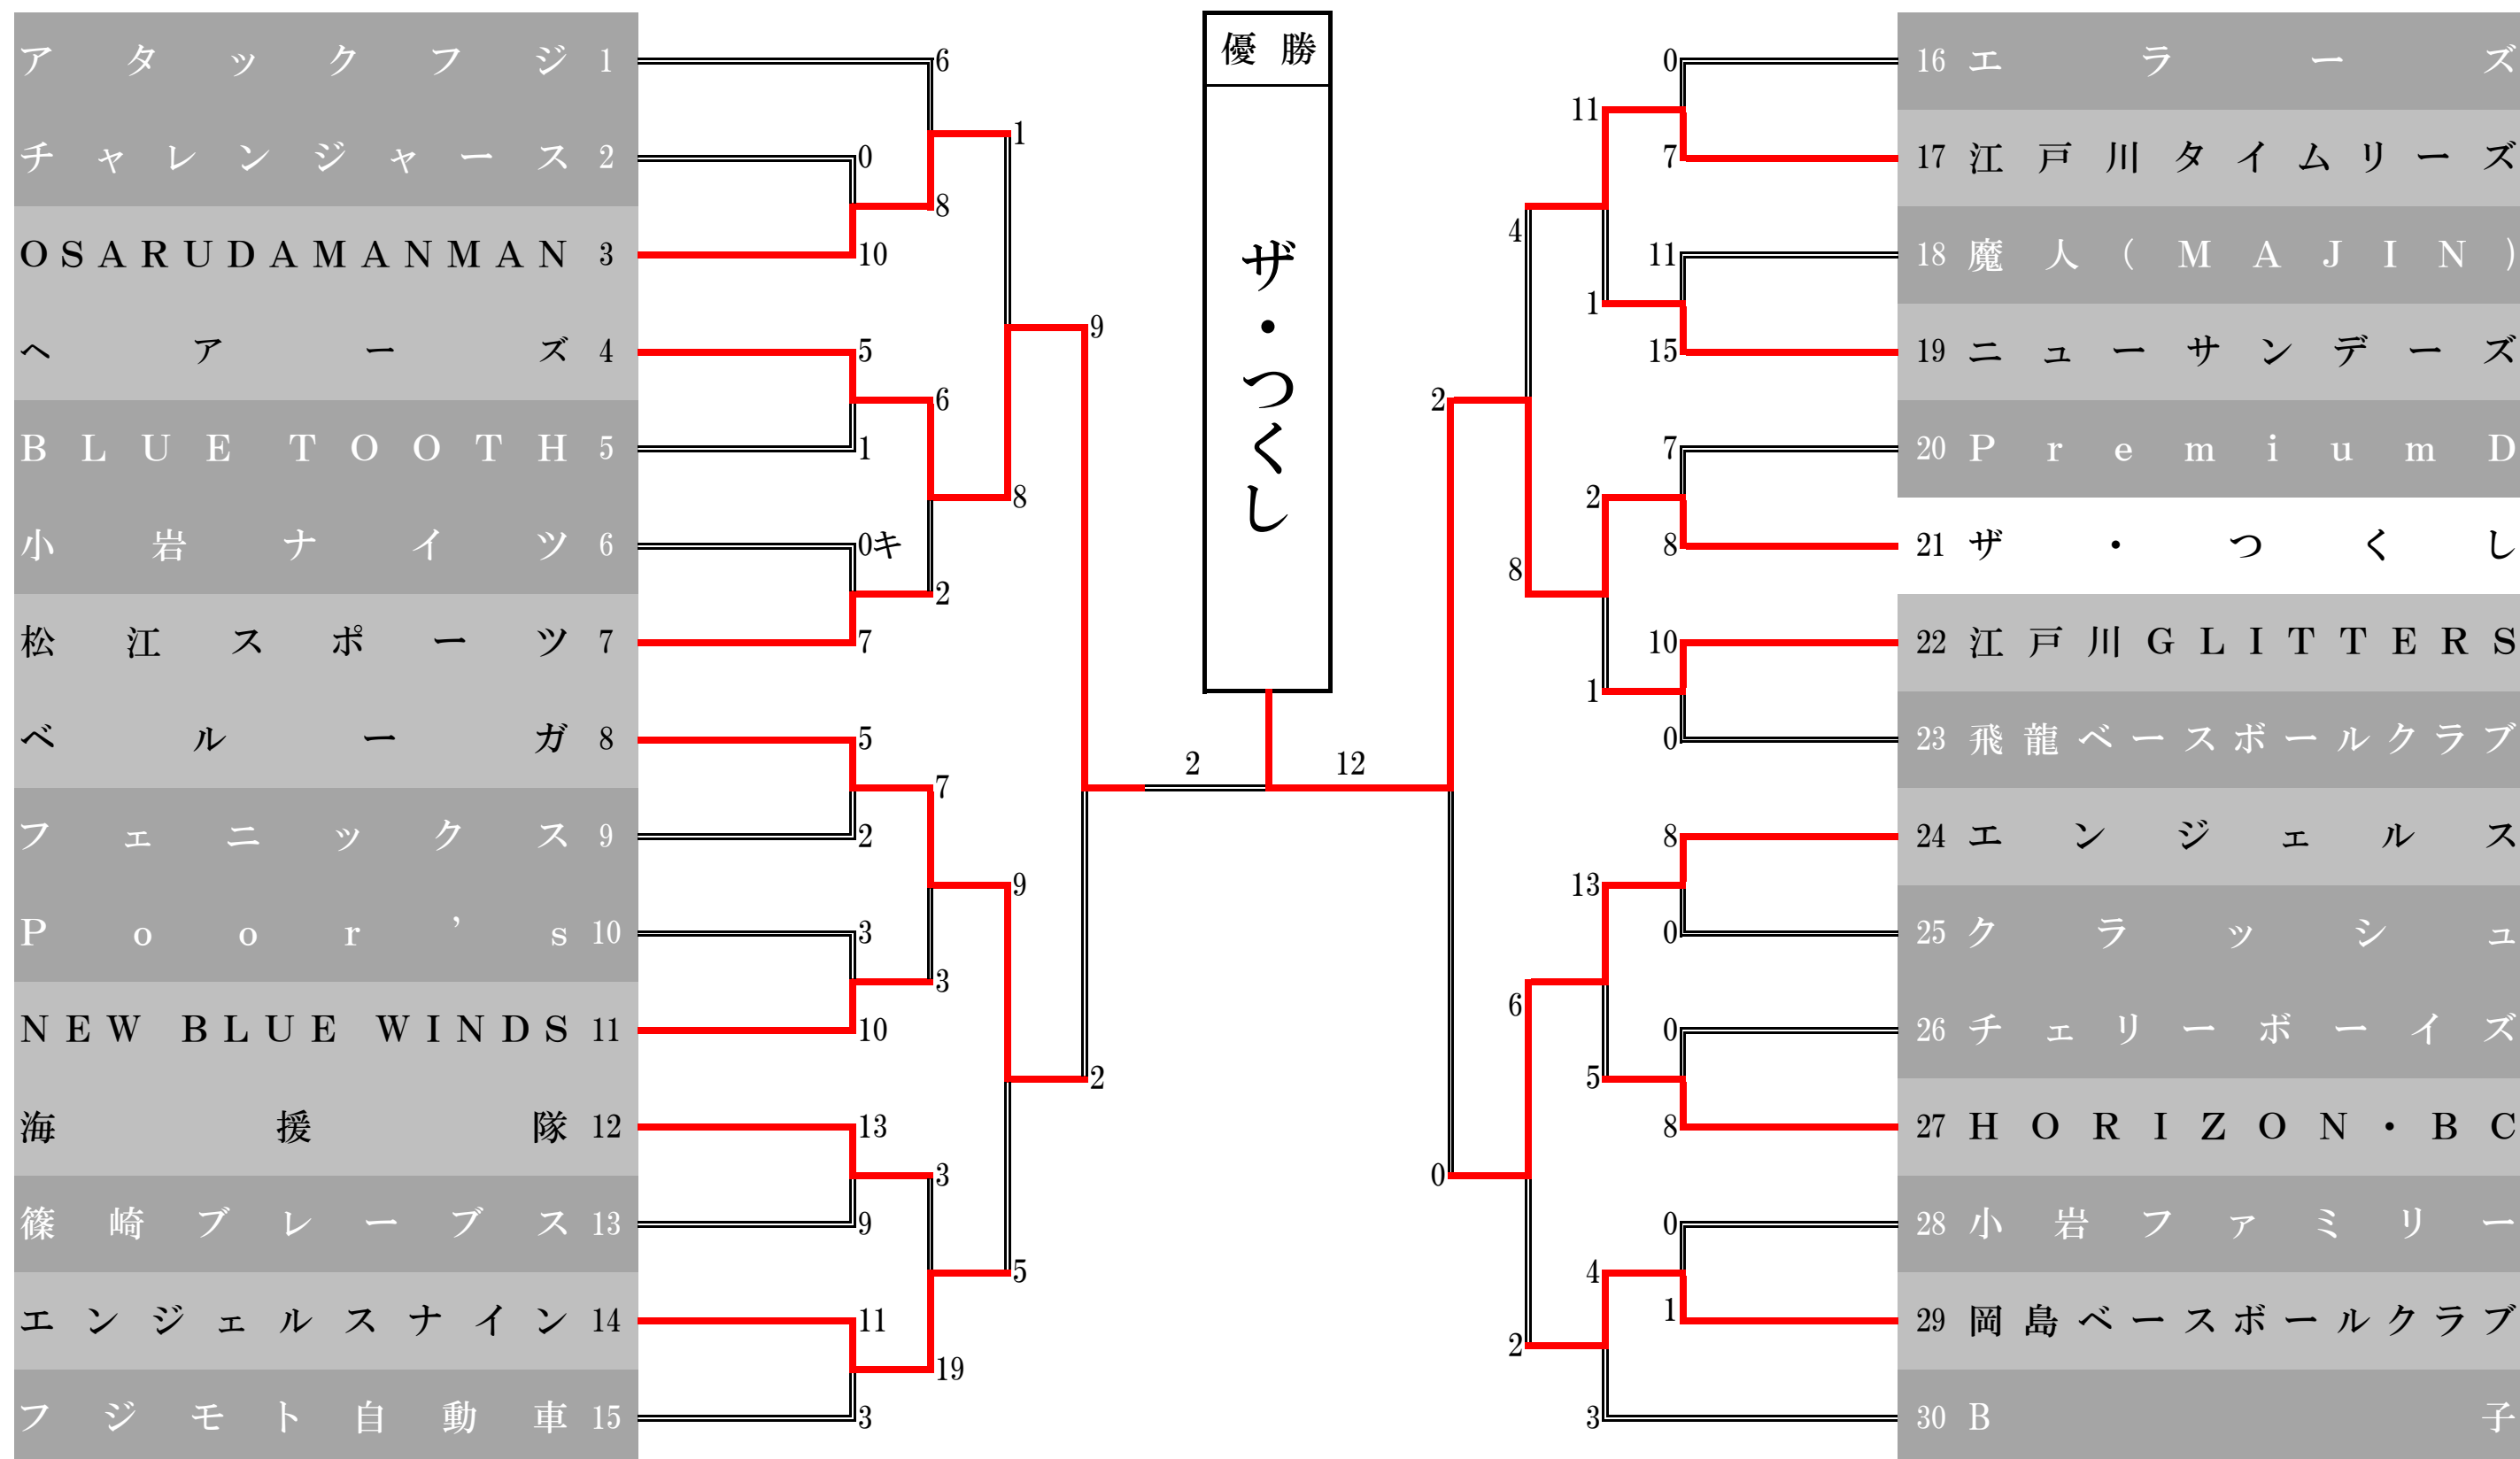 優勝
ザ・つくし
アタックフジ 1
チャレンジャース 2
OSARUDAMANMAN 3
ヘアーズ 4
BLUE TOOTH 5
小岩ナイツ 6
松江スポーツ 7
ベルーガ 8
フェニックス 9
Poor's 10
NEW BLUE WINDS 11
海援隊 12
篠崎ブレーブス 13
エンジェルスナイン 14
フジモト自動車 15
6
0
10
5
1
0キ
7
5
2
3
10
13
9
11
3
8
6
2
7
3
3
19
1
8
9
5
9
2
2
12
2
0
4
8
6
2
11
1
2
1
13
5
4
3
0
7
11
15
7
8
10
0
8
0
0
8
0
1
16 エラーズ
17 江戸川タイムリーズ
18 魔人(MAJIN)
19 ニューサンデーズ
20 PremiumD
21 ザ・つくし
22 江戸川GLITTERS
23 飛龍ベースボールクラブ
24 エンジェルス
25 クラッシュ
26 チェリーボーイズ
27 HORIZON・BC
28 小岩ファミリー
29 岡島ベースボールクラブ
30 B子